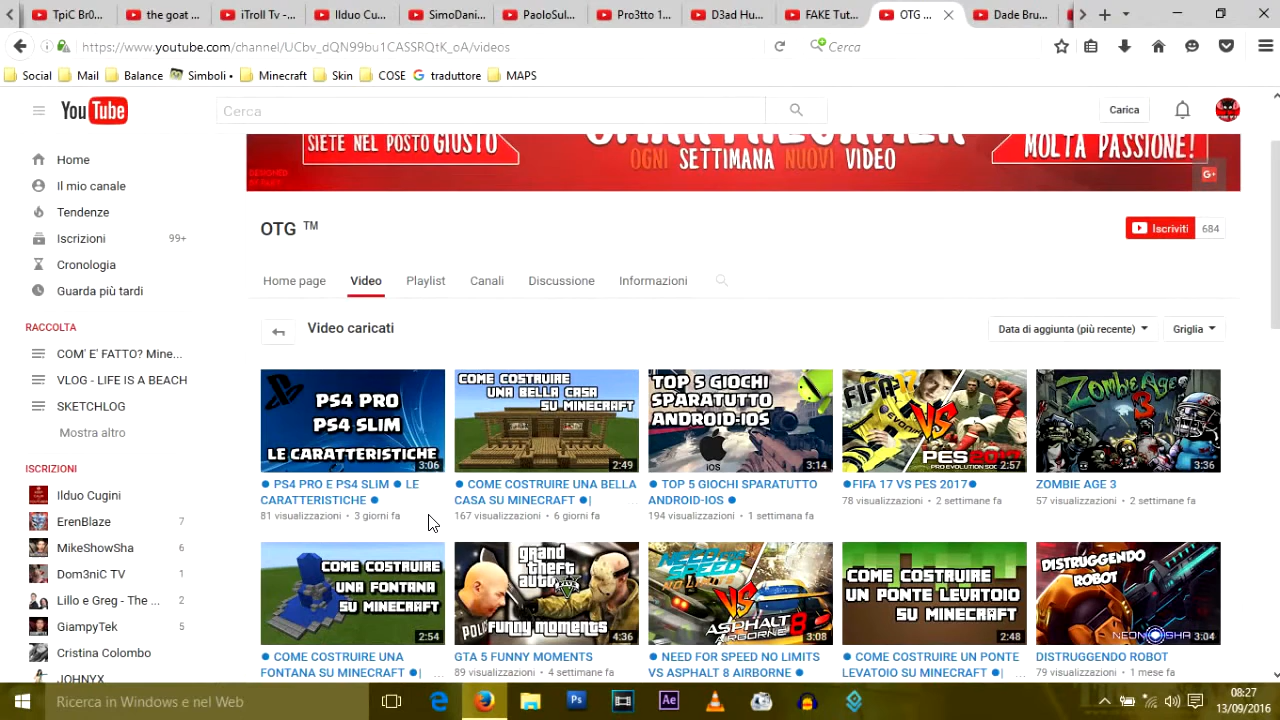 TpiC Br0...
the goat ...
iTroll Tv -...
Ilduo Cu...
SimoDani...
PaoloSul...
Pro3tto 1...
D3ad Hu...
FAKE Tut...
OTG ...
Dade Bru...
https://www.youtube.com/channel/UCbv_dQN99bu1CASSRQtK_oA/videos
Cerca
Social
Mail
Balance
Simboli •
Minecraft
Skin
COSE
traduttore
MAPS
YouTube
Cerca
Carica
SIETE NEL POSTO GIUSTO
OGNI SETTIMANA NUOVI VIDEO
MOLTA PASSIONE!
G+
Home
Il mio canale
Tendenze
Iscrizioni 99+
Cronologia
Guarda più tardi
RACCOLTA
COM' E' FATTO? Mine...
VLOG - LIFE IS A BEACH
SKETCHLOG
Mostra altro
ISCRIZIONI
Ilduo Cugini
ErenBlaze 7
MikeShowSha 6
Dom3niC TV 1
Lillo e Greg - The ... 2
GiampyTek 5
Cristina Colombo
JOHNYX
OTG ™
Iscriviti 684
Home page
Video
Playlist
Canali
Discussione
Informazioni
Video caricati
Data di aggiunta (più recente)
Griglia
PS4 PRO
PS4 SLIM
LE CARATTERISTICHE
3:06
● PS4 PRO E PS4 SLIM ● LE
CARATTERISTICHE ●
81 visualizzazioni • 3 giorni fa
COME COSTRUIRE
UNA BELLA CASA
SU MINECRAFT
2:49
● COME COSTRUIRE UNA BELLA
CASA SU MINECRAFT ●|
167 visualizzazioni • 6 giorni fa
TOP 5 GIOCHI
SPARATUTTO
ANDROID-IOS
iOS
3:14
● TOP 5 GIOCHI SPARATUTTO
ANDROID-IOS ●
194 visualizzazioni • 1 settimana fa
FIFA 17
VS
PES 2017
PRO EVOLUTION SOC
2:57
●FIFA 17 VS PES 2017●
78 visualizzazioni • 2 settimane fa
ZOMBIE AGE
3
3:36
ZOMBIE AGE 3
57 visualizzazioni • 2 settimane fa
COME COSTRUIRE
UNA FONTANA
SU MINECRAFT
2:54
● COME COSTRUIRE UNA
FONTANA SU MINECRAFT ●|
grand
theft
auto V
POLI
FUNNY MOMENTS
4:36
GTA 5 FUNNY MOMENTS
89 visualizzazioni • 4 settimane fa
NEED FOR SPEED
VS
ASPHALT 8
AIRBORNE
3:08
● NEED FOR SPEED NO LIMITS
VS ASPHALT 8 AIRBORNE ●
COME COSTRUIRE
UN PONTE LEVATOIO
SU MINECRAFT
2:48
● COME COSTRUIRE UN PONTE
LEVATOIO SU MINECRAFT ●|
DISTRUGGENDO
ROBOT
NEON SHA
3:04
DISTRUGGENDO ROBOT
79 visualizzazioni • 1 mese fa
Ricerca in Windows e nel Web
Ps
Ae
08:27
13/09/2016